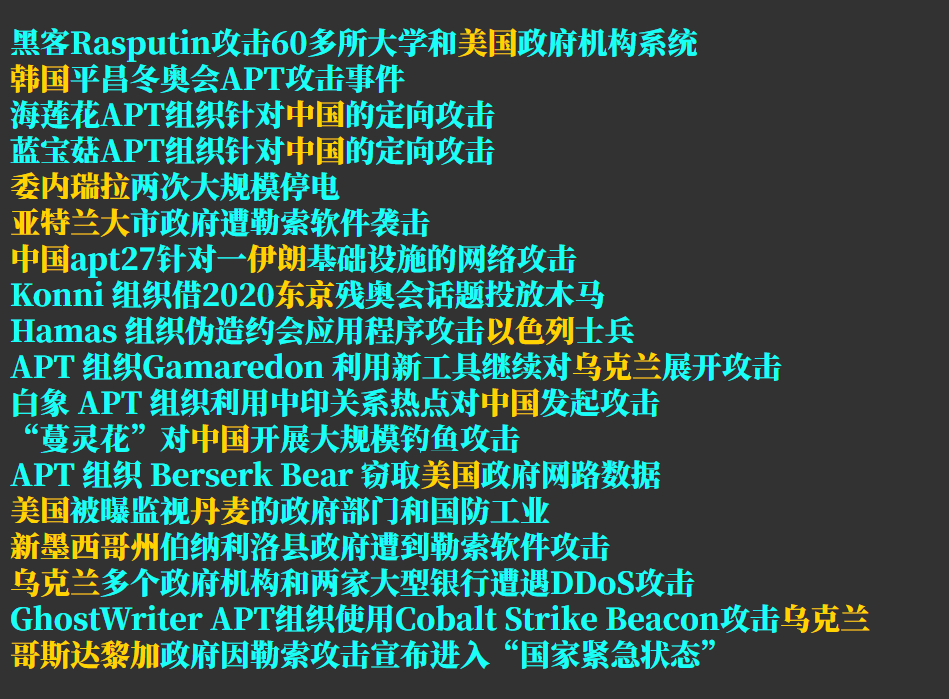 黑客Rasputin攻击60多所大学和美国政府机构系统
韩国平昌冬奥会APT攻击事件
海莲花APT组织针对中国的定向攻击
蓝宝菇APT组织针对中国的定向攻击
委内瑞拉两次大规模停电
亚特兰大市政府遭勒索软件袭击
中国apt27针对一伊朗基础设施的网络攻击
Konni 组织借2020东京残奥会话题投放木马
Hamas 组织伪造约会应用程序攻击以色列士兵
APT 组织Gamaredon 利用新工具继续对乌克兰展开攻击
白象 APT 组织利用中印关系热点对中国发起攻击
“蔓灵花”对中国开展大规模钓鱼攻击
APT 组织 Berserk Bear 窃取美国政府网路数据
美国被曝监视丹麦的政府部门和国防工业
新墨西哥州伯纳利洛县政府遭到勒索软件攻击
乌克兰多个政府机构和两家大型银行遭遇DDoS攻击
GhostWriter APT组织使用Cobalt Strike Beacon攻击乌克兰
哥斯达黎加政府因勒索攻击宣布进入“国家紧急状态”